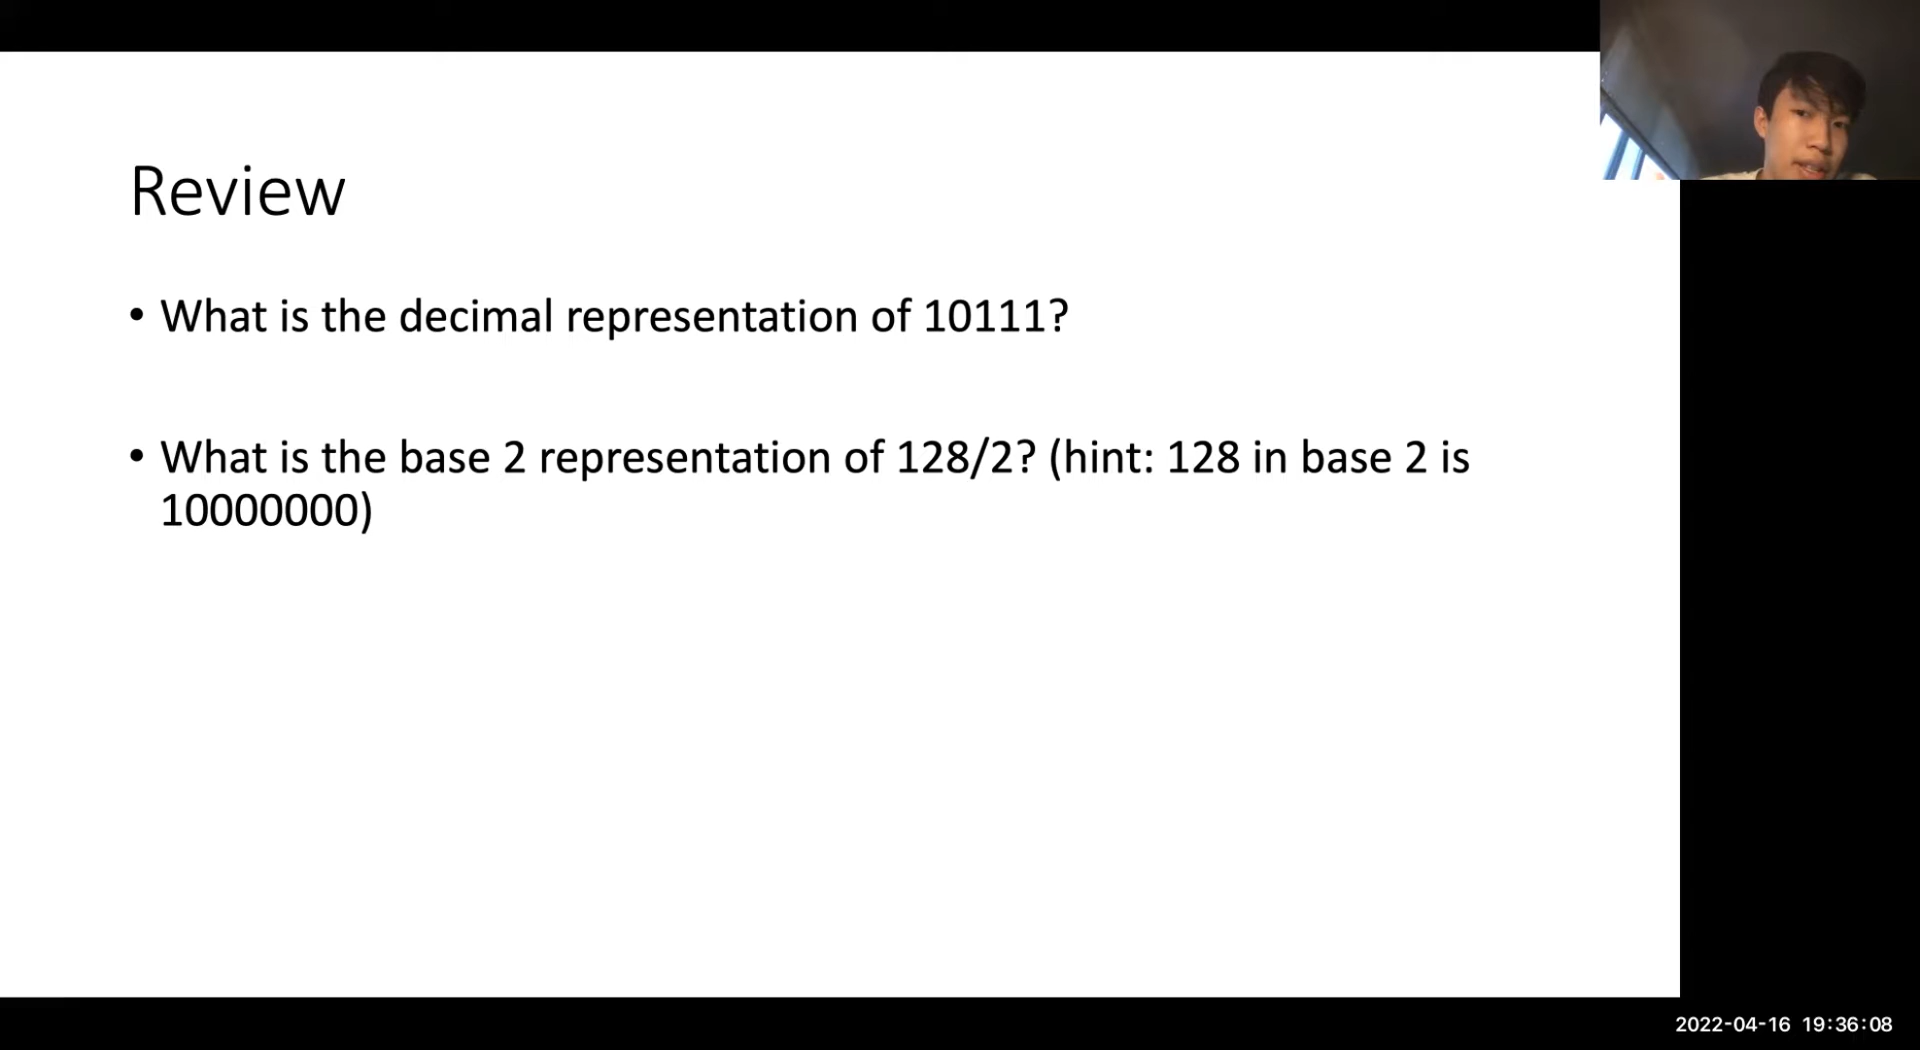 Review
• What is the decimal representation of 10111?
• What is the base 2 representation of 128/2? (hint: 128 in base 2 is
10000000)
2022-04-16 19:36:08